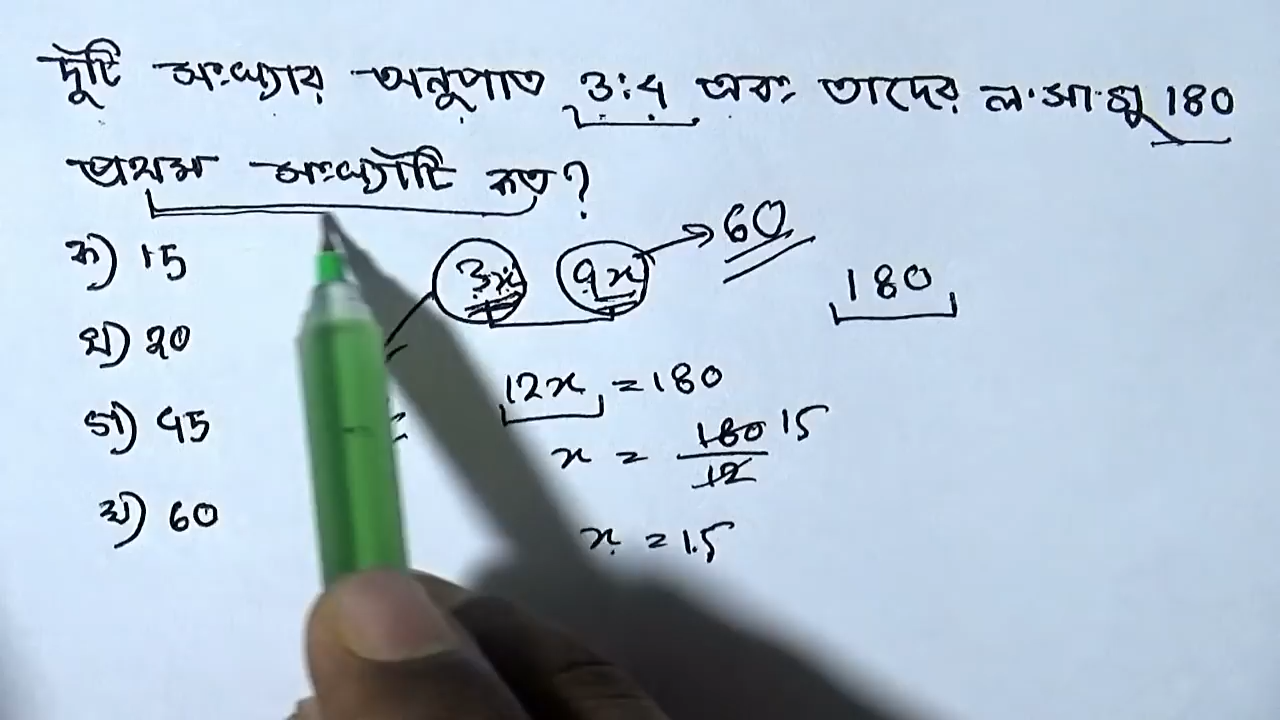 দুটি সংখ্যার অনুপাত 3:4 এবং তাদের ল.সা.গু 180
প্রথম সংখ্যাটি কত?
ক) 15
খ) 20
গ) 45
ঘ) 60
3x 4x → 60
180
12x = 180
x = 180/12 15
x = 15